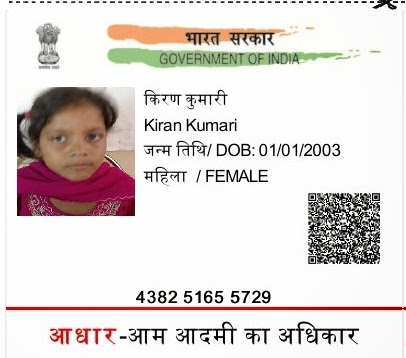 भारत सरकार
GOVERNMENT OF INDIA
किरण कुमारी
Kiran Kumari
जन्म तिथि/ DOB: 01/01/2003
महिला / FEMALE
4382 5165 5729
आधार-आम आदमी का अधिकार